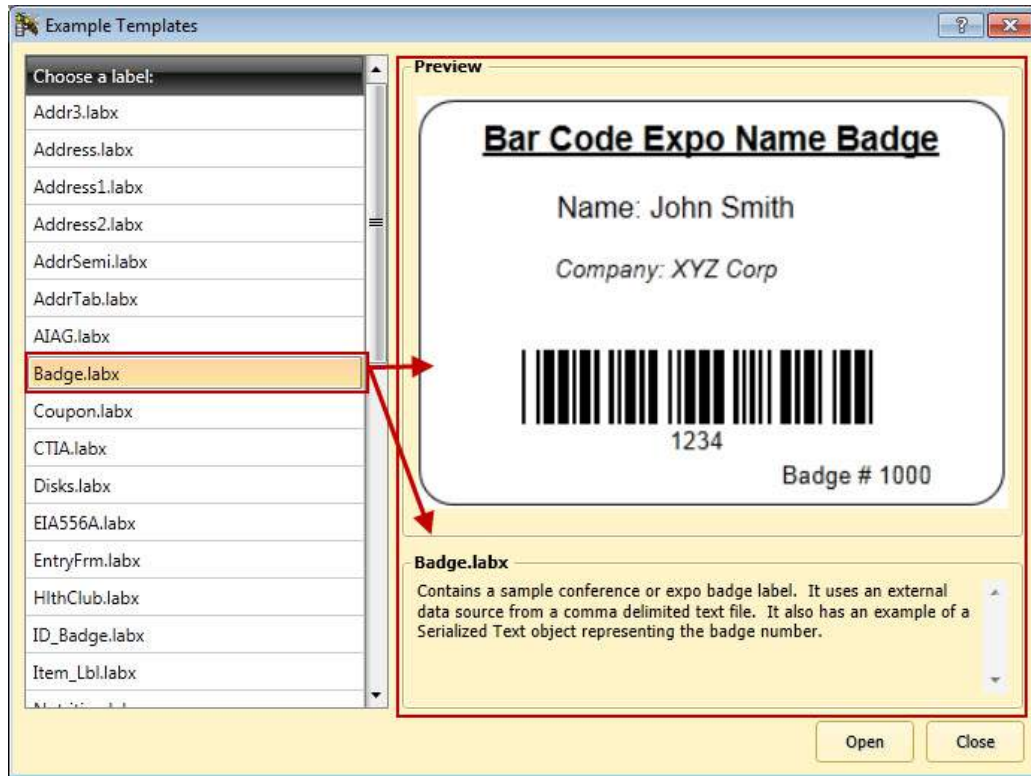 Example Templates
Choose a label:
Addr3.labx
Address.labx
Address1.labx
Address2.labx
AddrSemi.labx
AddrTab.labx
AIAG.labx
Badge.labx
Coupon.labx
CTIA.labx
Disks.labx
EIA556A.labx
EntryFrm.labx
HlthClub.labx
ID_Badge.labx
Item_Lbl.labx
Preview
Bar Code Expo Name Badge
Name: John Smith
Company: XYZ Corp
1234
Badge # 1000
Badge.labx
Contains a sample conference or expo badge label. It uses an external
data source from a comma delimited text file. It also has an example of a
Serialized Text object representing the badge number.
Open
Close